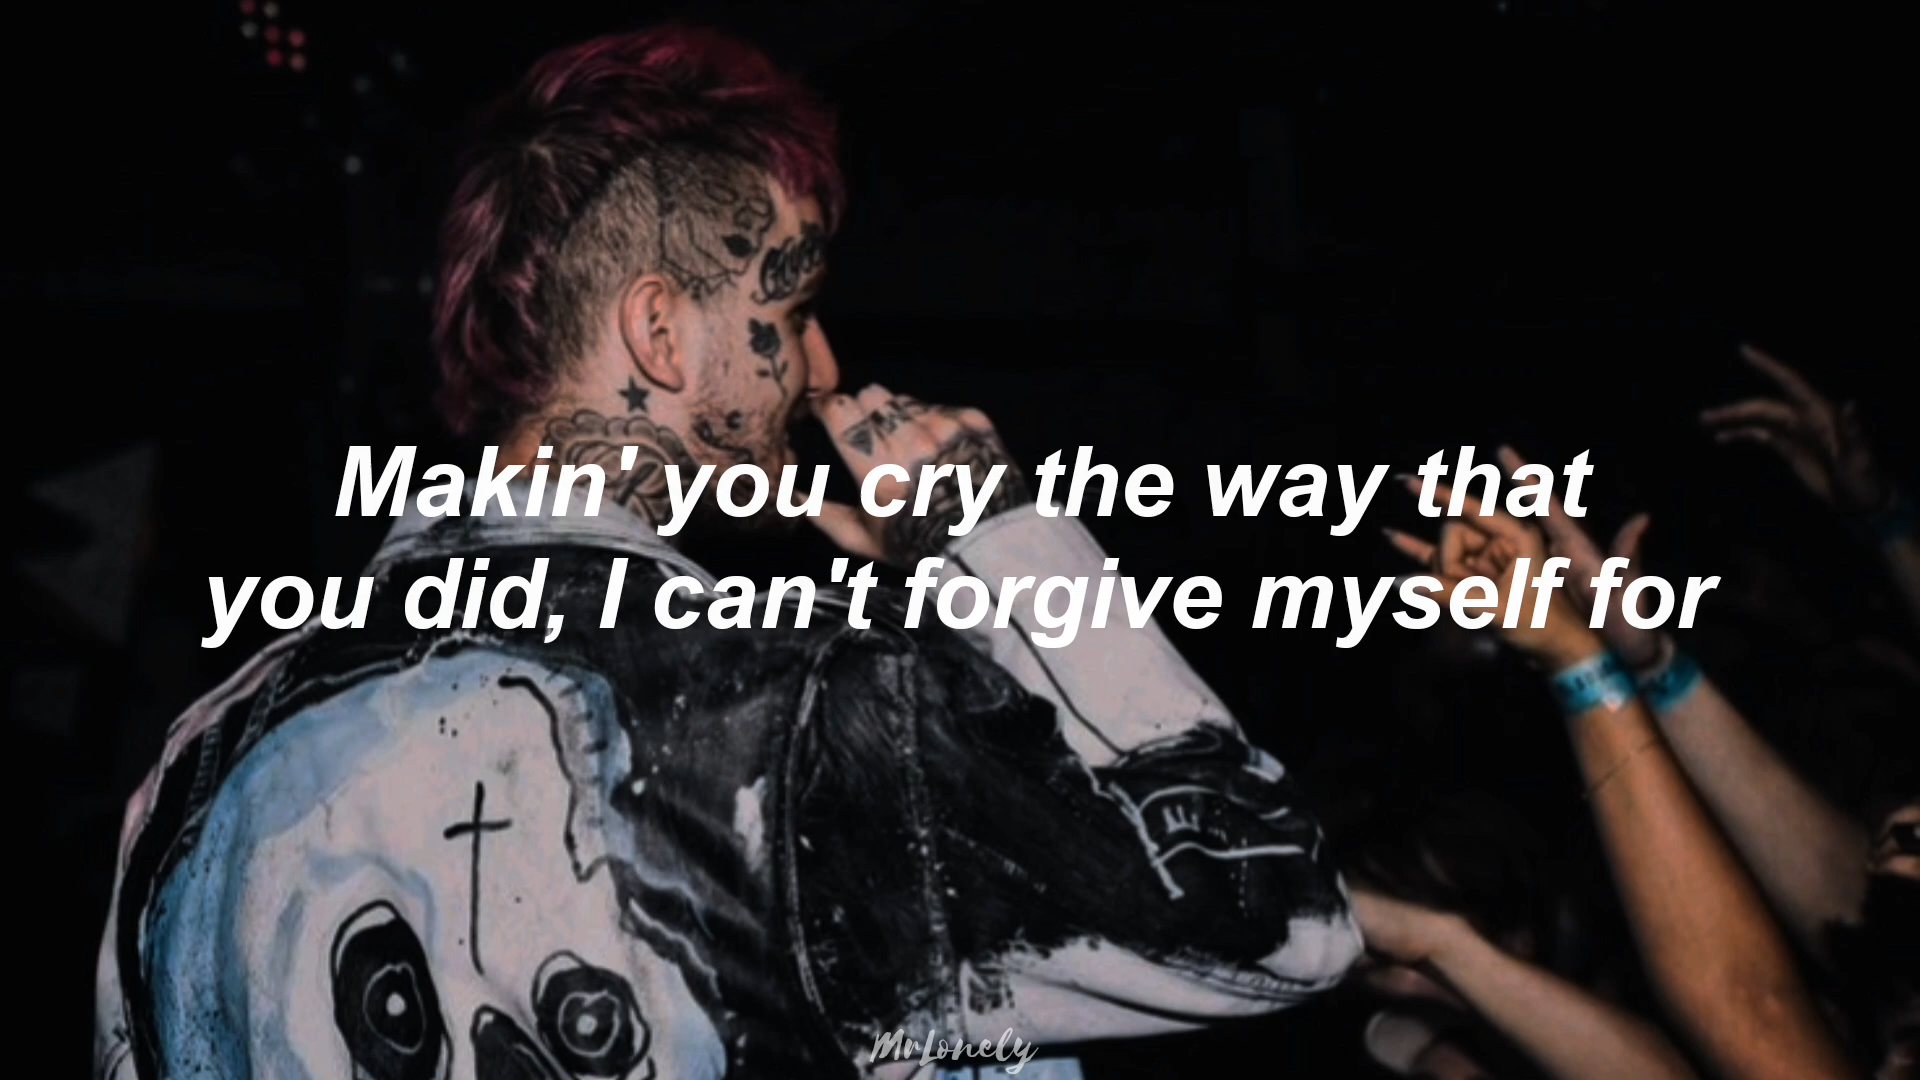 Makin' you cry the way that
you did, I can't forgive myself for
MrLonely